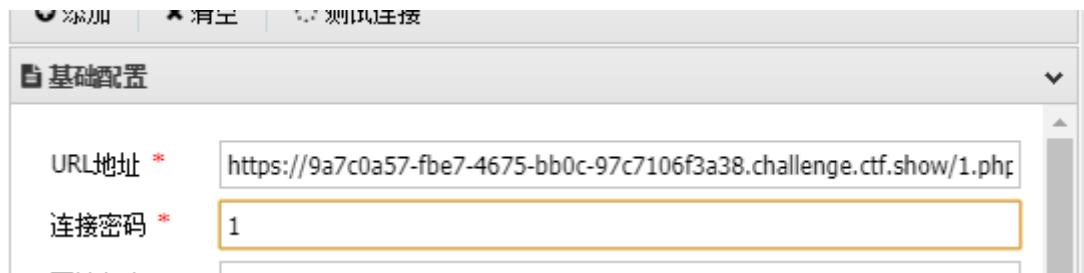 添加 清空 测试连接
基础配置
URL地址 * https://9a7c0a57-fbe7-4675-bb0c-97c7106f3a38.challenge.ctf.show/1.php
连接密码 * 1